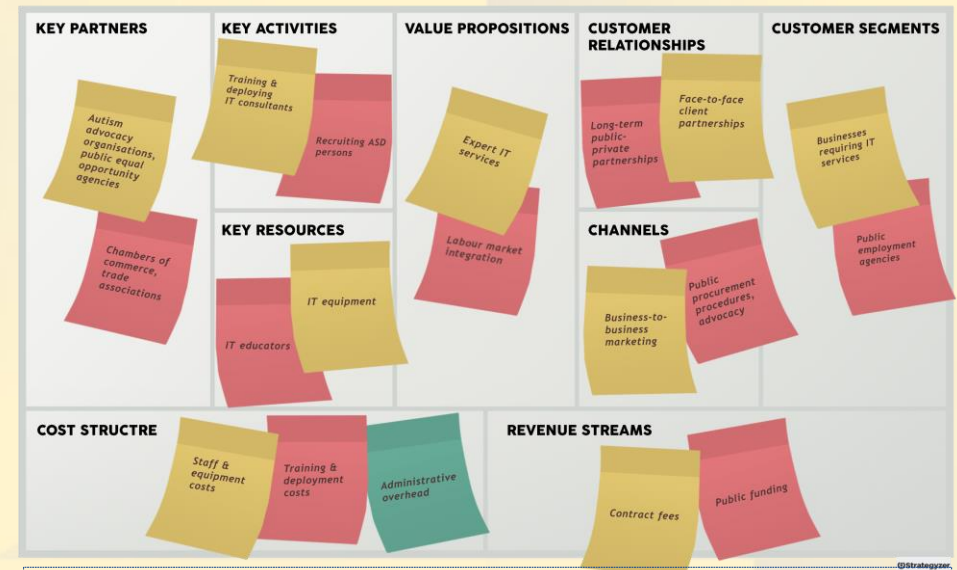 KEY PARTNERS
Autism
advocacy
organisations,
public equal
opportunity
agencies
Chambers of
commerce,
trade
associations
KEY ACTIVITIES
Training &
deploying
IT consultants
Recruiting ASD
persons
KEY RESOURCES
IT equipment
IT educators
VALUE PROPOSITIONS
Expert IT
services
Labour market
integration
CUSTOMER
RELATIONSHIPS
Long-term
public-
private
partnerships
Face-to-face
client
partnerships
CHANNELS
Business-to-
business
marketing
Public
procurement
procedures,
advocacy
CUSTOMER SEGMENTS
Businesses
requiring IT
services
Public
employment
agencies
COST STRUCTRE
Staff &
equipment
costs
Training &
deployment
costs
Administrative
overhead
REVENUE STREAMS
Contract fees
Public funding
@Strategyzer